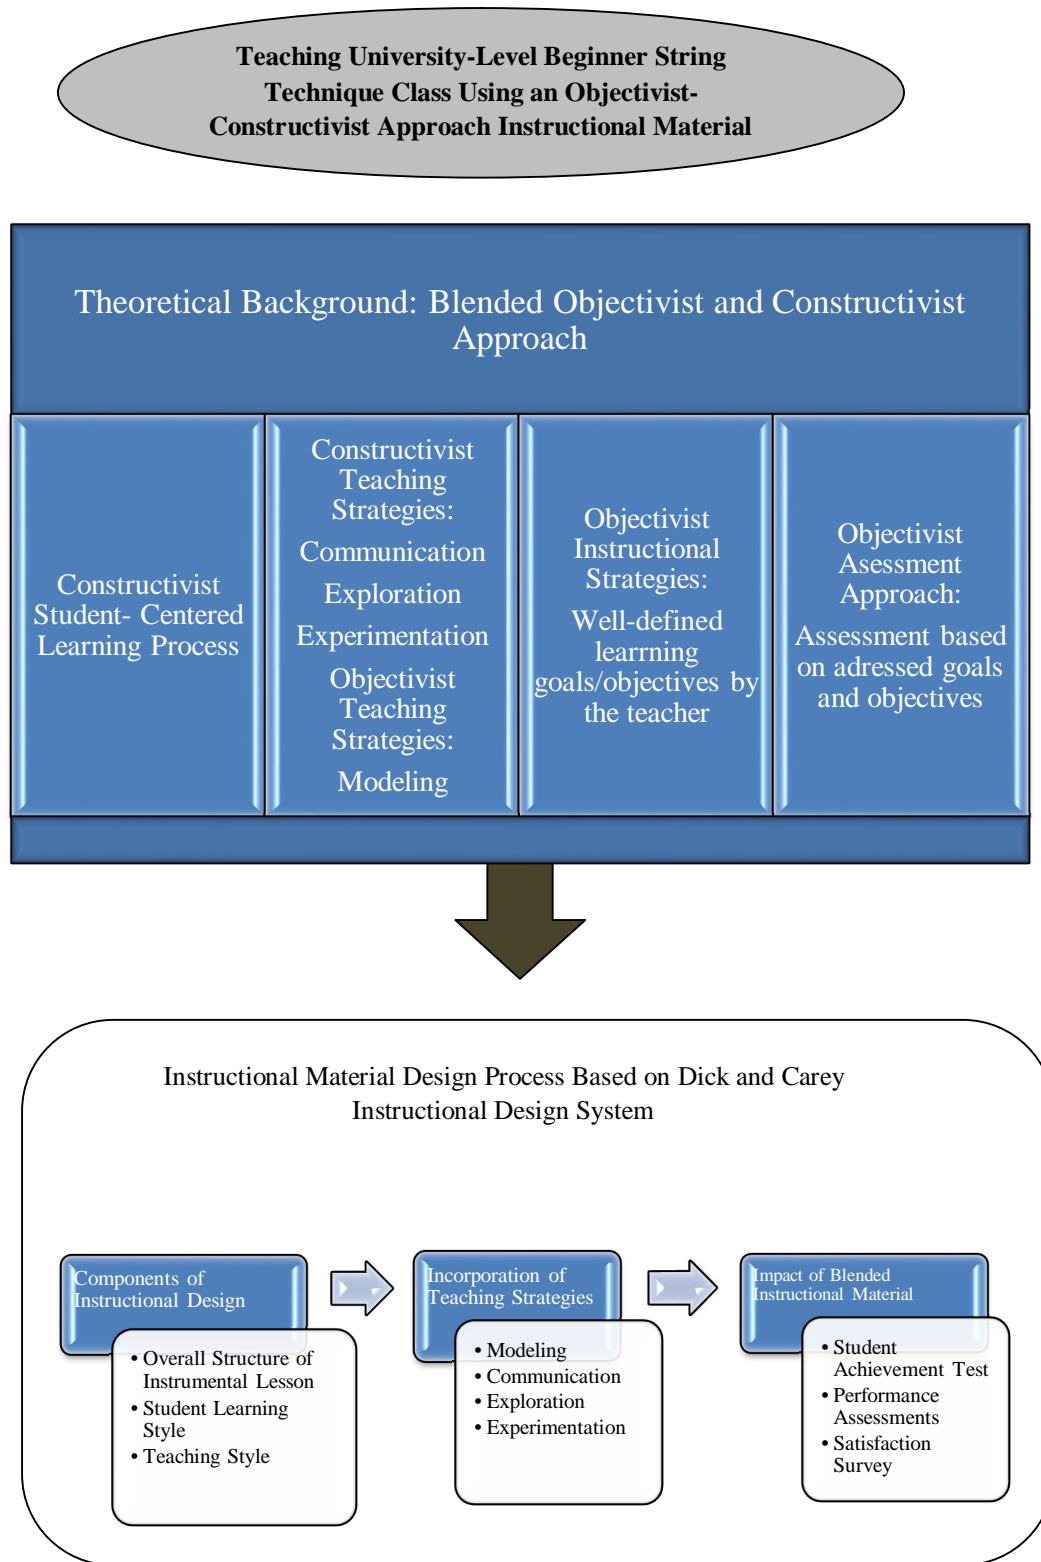 Teaching University-Level Beginner String
Technique Class Using an Objectivist-
Constructivist Approach Instructional Material
Theoretical Background: Blended Objectivist and Constructivist
Approach
Constructivist
Student- Centered
Learning Process
Constructivist
Teaching
Strategies:
Communication
Exploration
Experimentation
Objectivist
Teaching
Strategies:
Modeling
Objectivist
Instructional
Strategies:
Well-defined
learrning
goals/objectives by
the teacher
Objectivist
Asessment
Approach:
Assessment based
on adressed goals
and objectives
Instructional Material Design Process Based on Dick and Carey
Instructional Design System
Components of
Instructional Design
• Overall Structure of
Instrumental Lesson
• Student Learning
Style
• Teaching Style
Incorporation of
Teaching Strategies
• Modeling
• Communication
• Exploration
• Experimentation
Impact of Blended
Instructional Material
• Student
Achievement Test
• Performance
Assessments
• Satisfaction
Survey